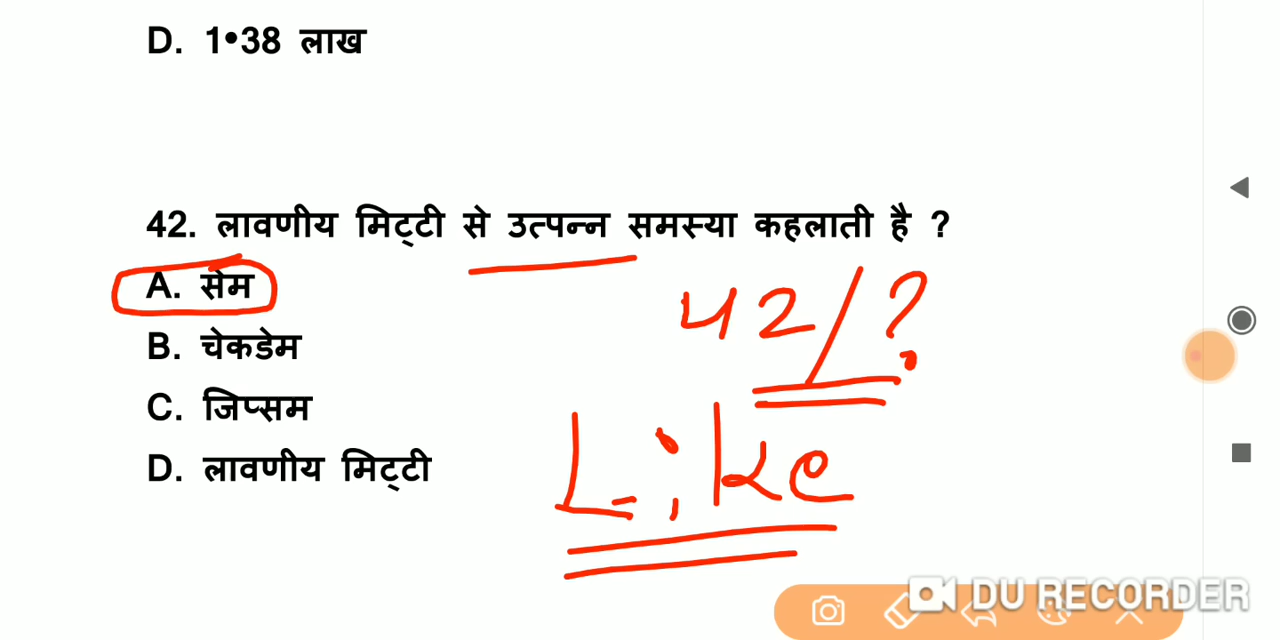 D. 1•38 लाख
42. लावणीय मिट्टी से उत्पन्न समस्या कहलाती है ?
A. सेम
42/?
B. चेकडेम
C. जिप्सम
Like
D. लावणीय मिट्टी
DU RECORDER